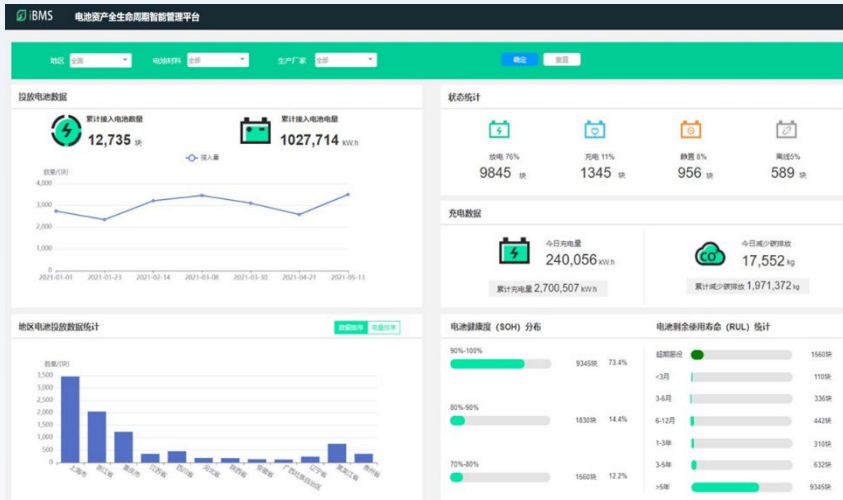 iBMS 电池资产全生命周期智能管理平台
地区 全国 电池材料 全部 生产厂家 全部 确定 重置
投放电池数据
累计接入电池数量
12,735 块
累计接入电池电量
1027,714 kW.h
接入量
数量/(块)
4,000
3,000
2,000
1,000
0
2021-01-01 2021-01-23 2021-02-14 2021-03-08 2021-03-30 2021-04-21 2021-05-13
状态统计
放电 76% 充电 11% 静置 8% 离线5%
9845 块 1345 块 956 块 589 块
充电数据
今日充电量
240,056 kW.h
累计充电量 2,700,507 kW.h
CO
今日减少碳排放
17,552 kg
累计减少碳排放 1,971,372 kg
地区电池投放数据统计
数据排序 电量排序
数量/(块)
3,500
3,000
2,500
2,000
1,500
1,000
500
0
上海市 浙江省 重庆市 江苏省 四川省 河北省 陕西省 安徽省 广西壮族自治区 辽宁省 黑龙江省 贵州省
电池健康度（SOH）分布
90%-100%
9345块 73.4%
80%-90%
1830块 14.4%
70%-80%
1560块 12.2%
电池剩余使用寿命（RUL）统计
超期服役 1560块
<3月 110块
3-6月 336块
6-12月 442块
1-3年 310块
3-5年 632块
>5年 9345块